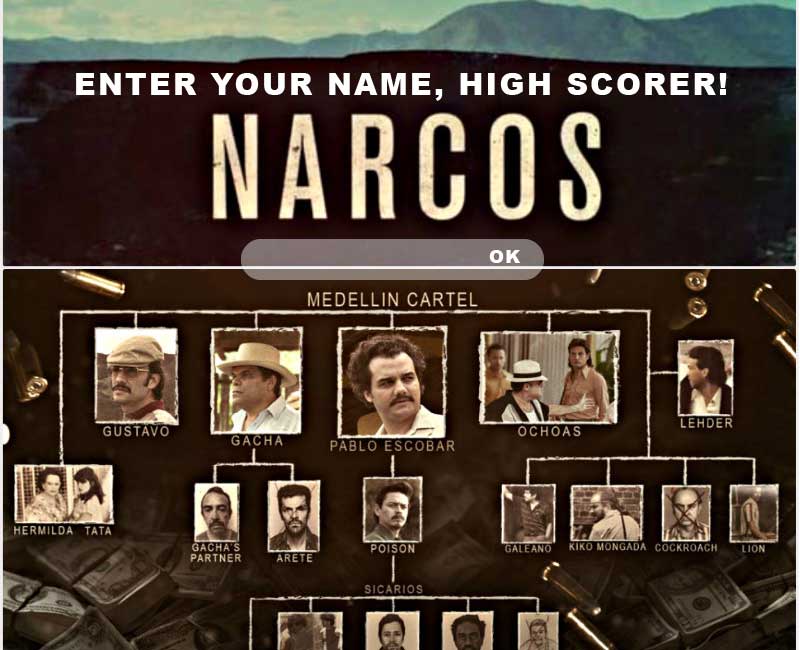 ENTER YOUR NAME, HIGH SCORER!
NARCOS
OK
MEDELLIN CARTEL
GUSTAVO
GACHA
PABLO ESCOBAR
OCHOAS
LEHDER
HERMILDA TATA
GACHA'S
PARTNER
ARETE
POISON
GALEANO
KIKO MONGADA
COCKROACH
LION
SICARIOS